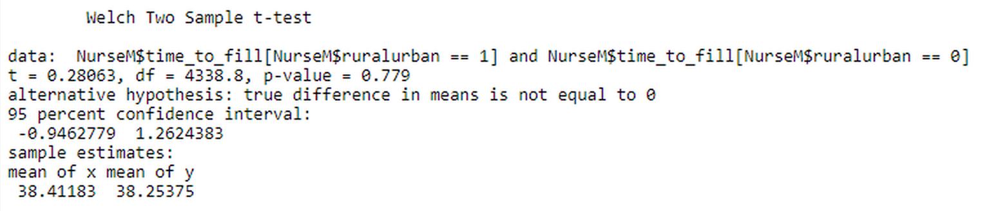 Welch Two Sample t-test
data:  NurseM$time_to_fill[NurseM$ruralurban == 1] and NurseM$time_to_fill[NurseM$ruralurban == 0]
t = 0.28063, df = 4338.8, p-value = 0.779
alternative hypothesis: true difference in means is not equal to 0
95 percent confidence interval:
 -0.9462779  1.2624383
sample estimates:
mean of x mean of y
 38.41183  38.25375